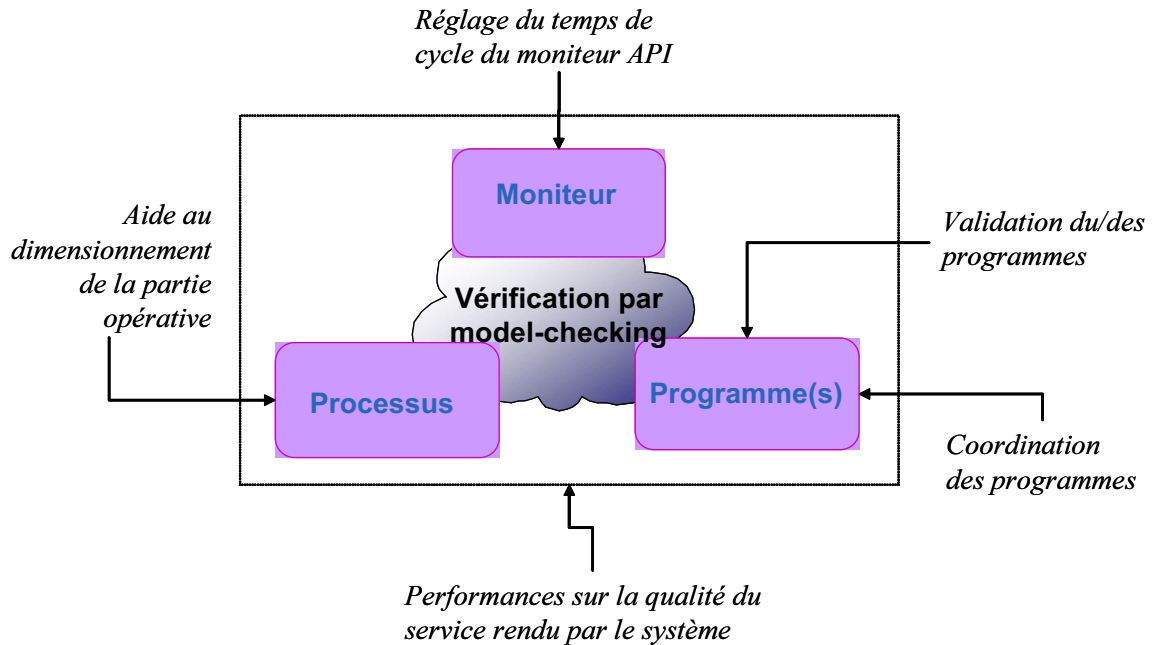 Réglage du temps de
cycle du moniteur API
Moniteur
Aide au
dimensionnement
de la partie
opérative
Validation du/des
programmes
Vérification par
model-checking
Processus
Programme(s)
Coordination
des programmes
Performances sur la qualité du
service rendu par le système